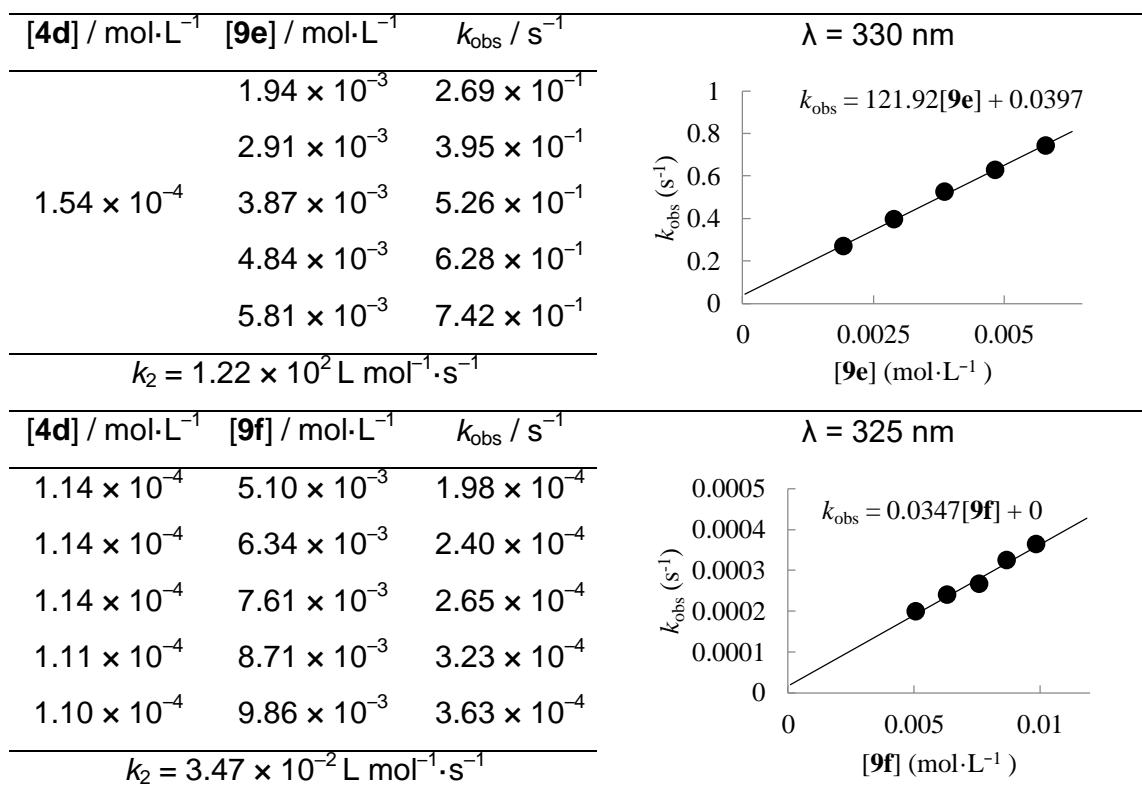 [4d] / mol·L⁻¹ [9e] / mol·L⁻¹ k_obs / s⁻¹ λ = 330 nm
1.94 × 10⁻³ 2.69 × 10⁻¹
2.91 × 10⁻³ 3.95 × 10⁻¹
1.54 × 10⁻⁴ 3.87 × 10⁻³ 5.26 × 10⁻¹
4.84 × 10⁻³ 6.28 × 10⁻¹
5.81 × 10⁻³ 7.42 × 10⁻¹
k₂ = 1.22 × 10² L mol⁻¹·s⁻¹
k_obs = 121.92[9e] + 0.0397
k_obs (s⁻¹)
1
0.8
0.6
0.4
0.2
0
0 0.0025 0.005
[9e] (mol·L⁻¹ )
[4d] / mol·L⁻¹ [9f] / mol·L⁻¹ k_obs / s⁻¹ λ = 325 nm
1.14 × 10⁻⁴ 5.10 × 10⁻³ 1.98 × 10⁻⁴
1.14 × 10⁻⁴ 6.34 × 10⁻³ 2.40 × 10⁻⁴
1.14 × 10⁻⁴ 7.61 × 10⁻³ 2.65 × 10⁻⁴
1.11 × 10⁻⁴ 8.71 × 10⁻³ 3.23 × 10⁻⁴
1.10 × 10⁻⁴ 9.86 × 10⁻³ 3.63 × 10⁻⁴
k₂ = 3.47 × 10⁻² L mol⁻¹·s⁻¹
k_obs = 0.0347[9f] + 0
k_obs (s⁻¹)
0.0005
0.0004
0.0003
0.0002
0.0001
0
0 0.005 0.01
[9f] (mol·L⁻¹ )